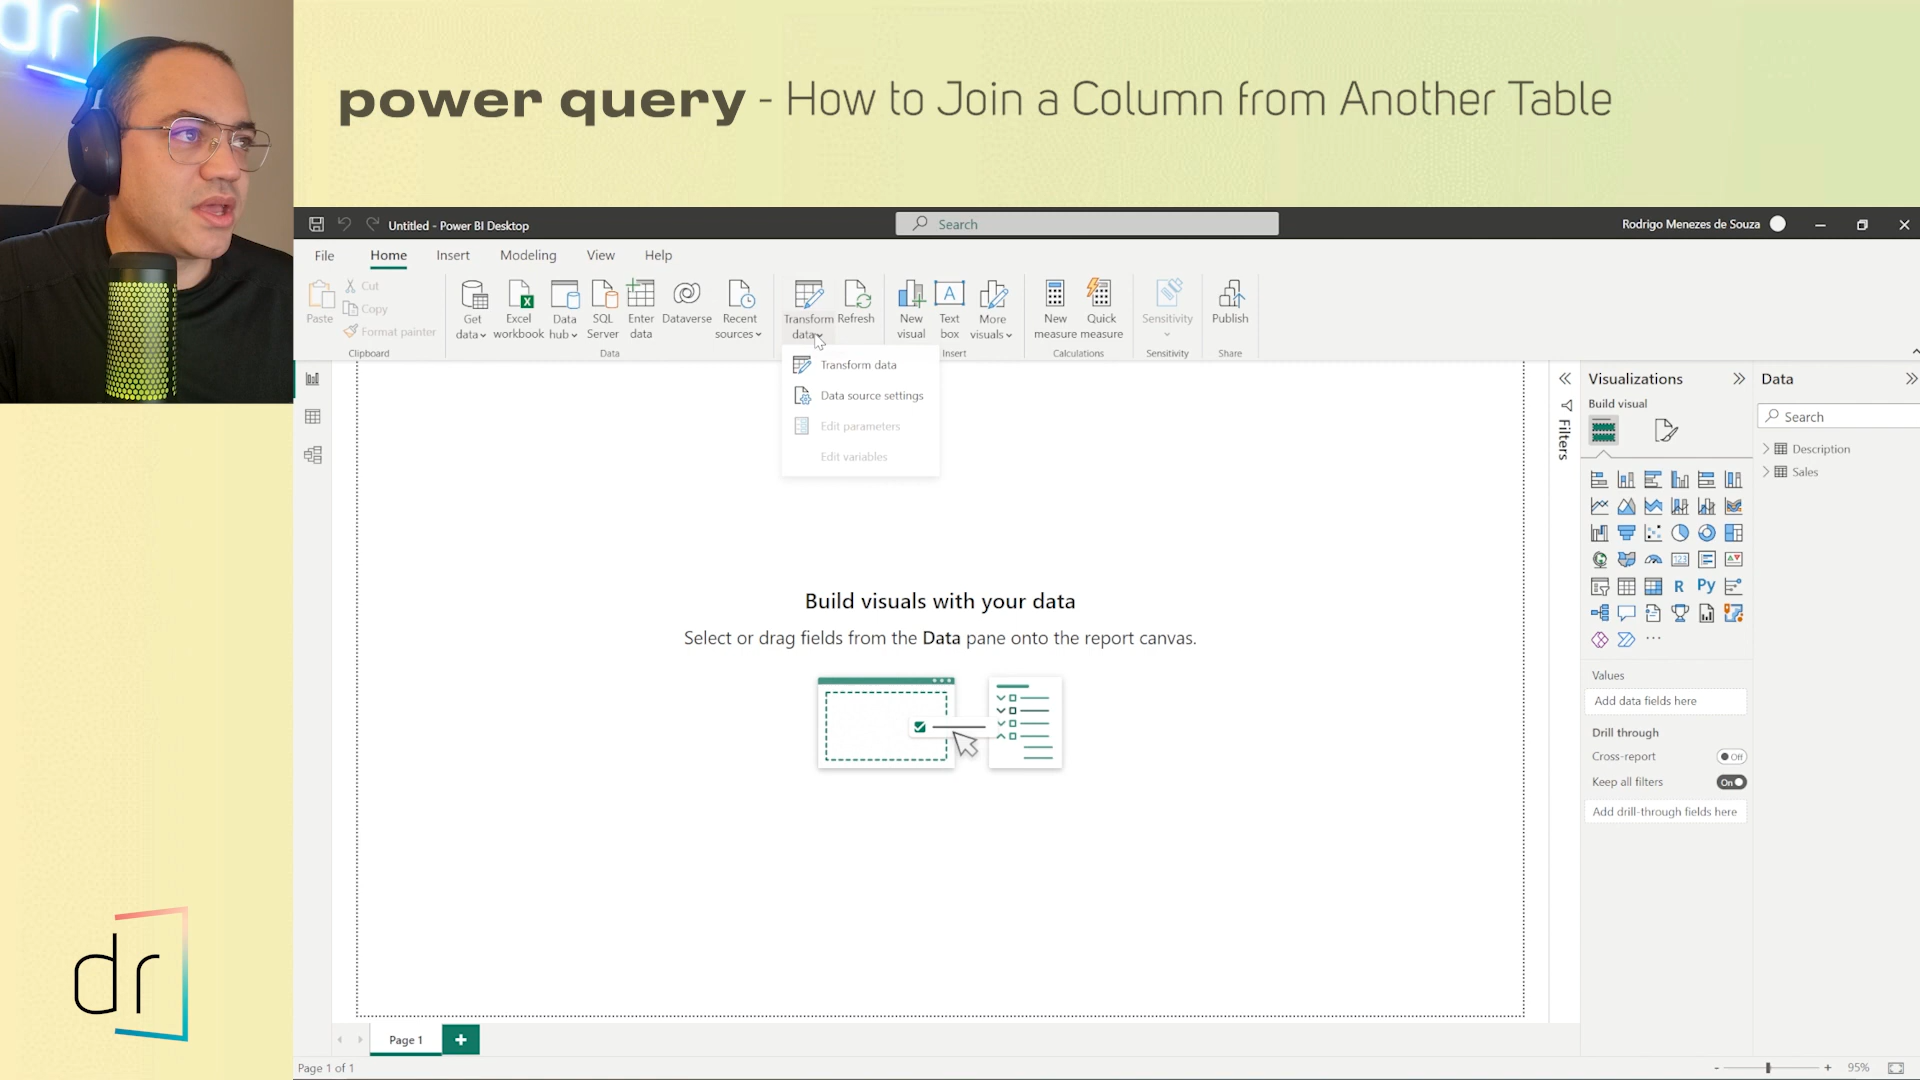 dr
power query - How to Join a Column from Another Table
Untitled - Power BI Desktop
Search
Rodrigo Menezes de Souza
File
Home
Insert
Modeling
View
Help
Paste
Cut
Copy
Format painter
Clipboard
Get data
Excel workbook
Data hub
SQL Server
Enter data
Dataverse
Recent sources
Data
Transform data
Refresh
New visual
Text box
More visuals
Insert
New measure
Quick measure
Calculations
Sensitivity
Sensitivity
Publish
Share
Transform data
Data source settings
Edit parameters
Edit variables
Build visuals with your data
Select or drag fields from the Data pane onto the report canvas.
Filters
Visualizations
Build visual
R
Py
123
Values
Add data fields here
Drill through
Cross-report
Off
Keep all filters
On
Add drill-through fields here
Data
Search
Description
Sales
dr
Page 1
+
Page 1 of 1
- + 95%